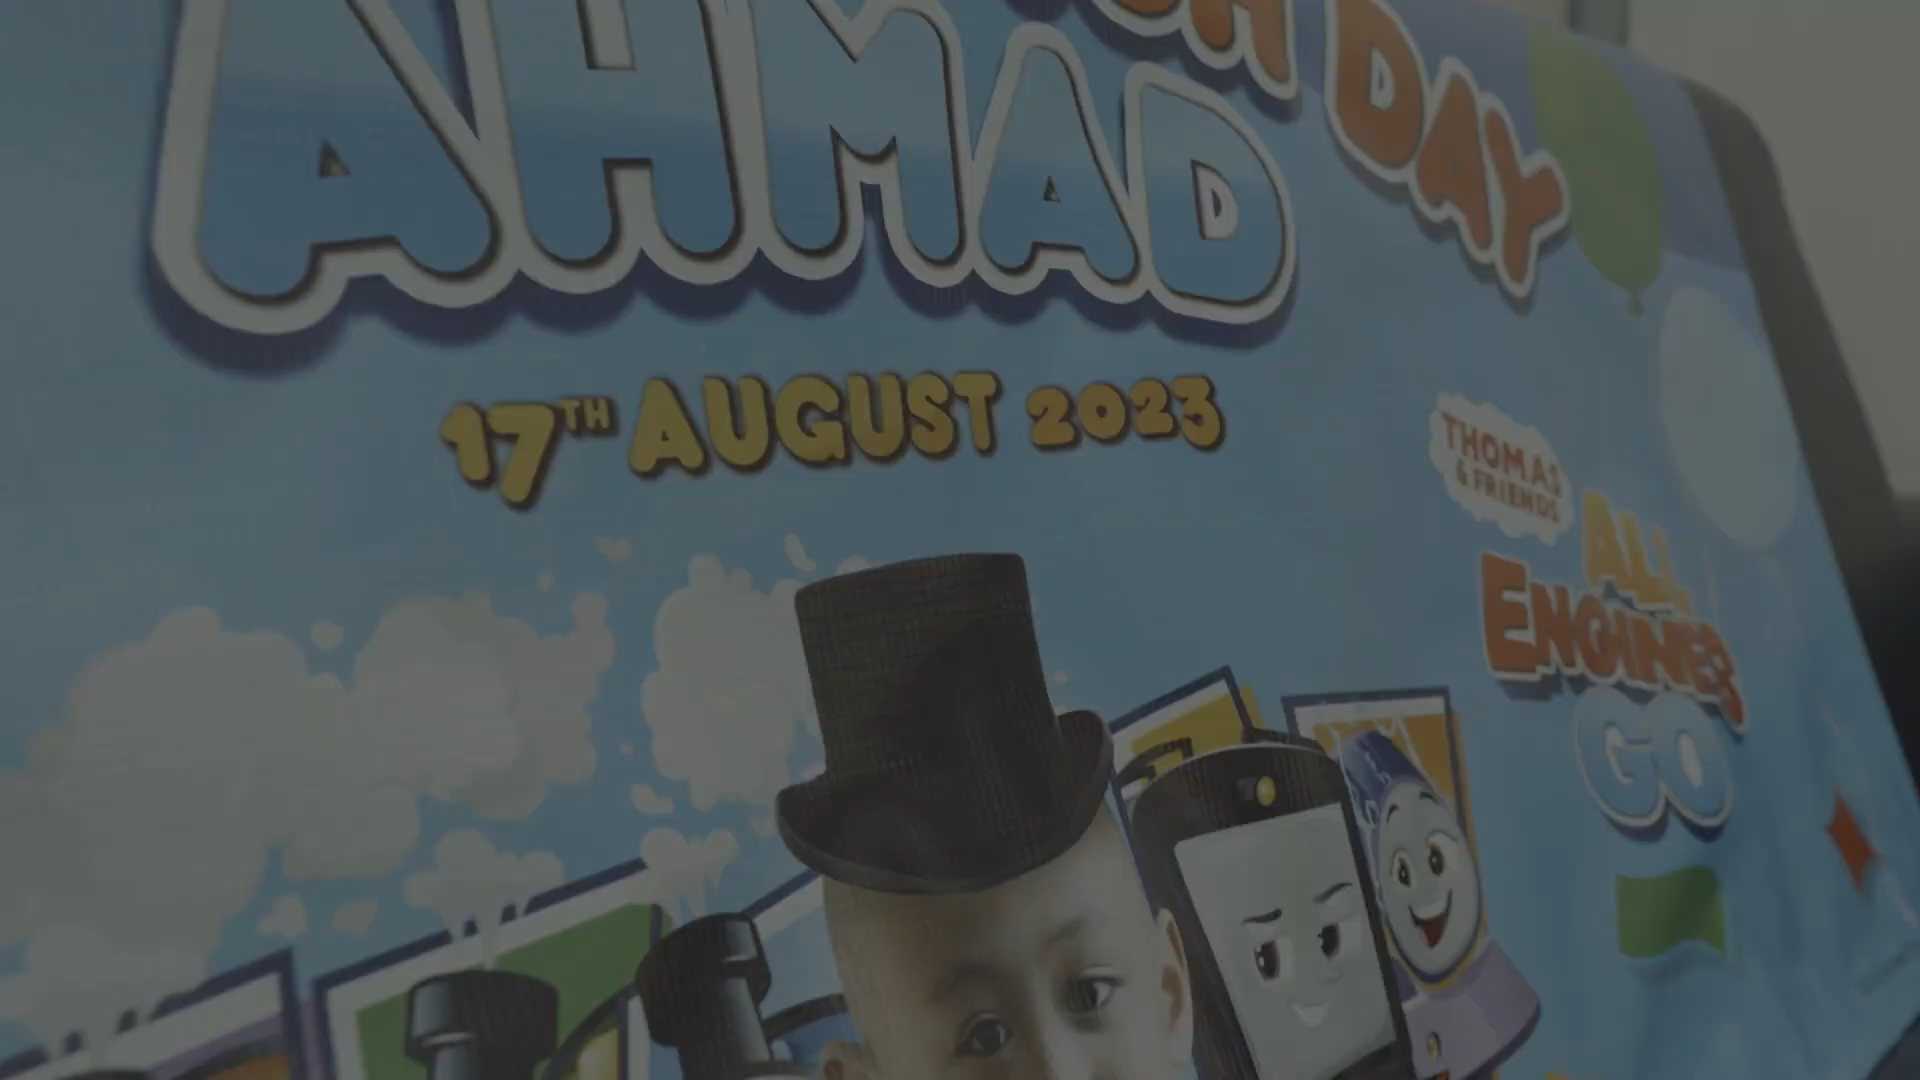 DAY
AHMAD
17TH AUGUST 2023
THOMAS
& FRIENDS
ALL
ENGINES
GO